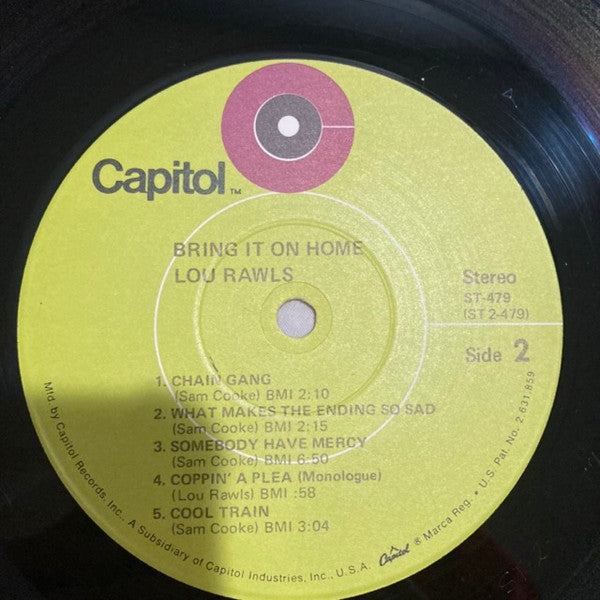 Capitol TM
BRING IT ON HOME
LOU RAWLS
Stereo
ST-479
(ST 2-479)
Side 2
1. CHAIN GANG
(Sam Cooke) BMI 2:10
2. WHAT MAKES THE ENDING SO SAD
(Sam Cooke) BMI 2:15
3. SOMEBODY HAVE MERCY
(Sam Cooke) BMI 6:50
4. COPPIN' A PLEA (Monologue)
(Lou Rawls) BMI :58
5. COOL TRAIN
(Sam Cooke) BMI 3:04
Mfd. by Capitol Records, Inc., A Subsidiary of Capitol Industries, Inc., U.S.A. Capitol ® Marca Reg. • U.S. Pat. No. 2,631,859